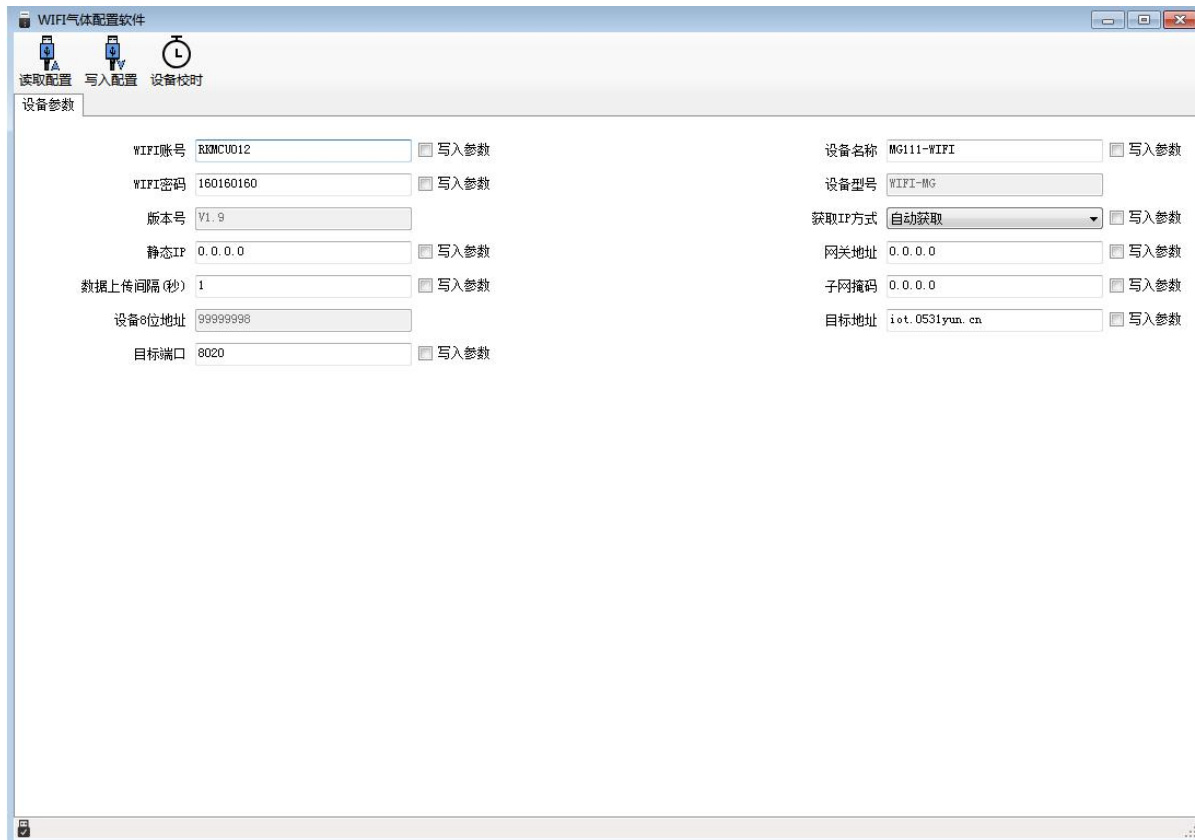 WIFI气体配置软件
读取配置 写入配置 设备校时
设备参数
WIFI账号 RKMCU012 写入参数 设备名称 MG111-WIFI 写入参数
WIFI密码 160160160 写入参数 设备型号 WIFI-MG
版本号 V1.9 获取IP方式 自动获取 写入参数
静态IP 0.0.0.0 写入参数 网关地址 0.0.0.0 写入参数
数据上传间隔(秒) 1 写入参数 子网掩码 0.0.0.0 写入参数
设备8位地址 99999998 目标地址 iot.0531yun.cn 写入参数
目标端口 8020 写入参数